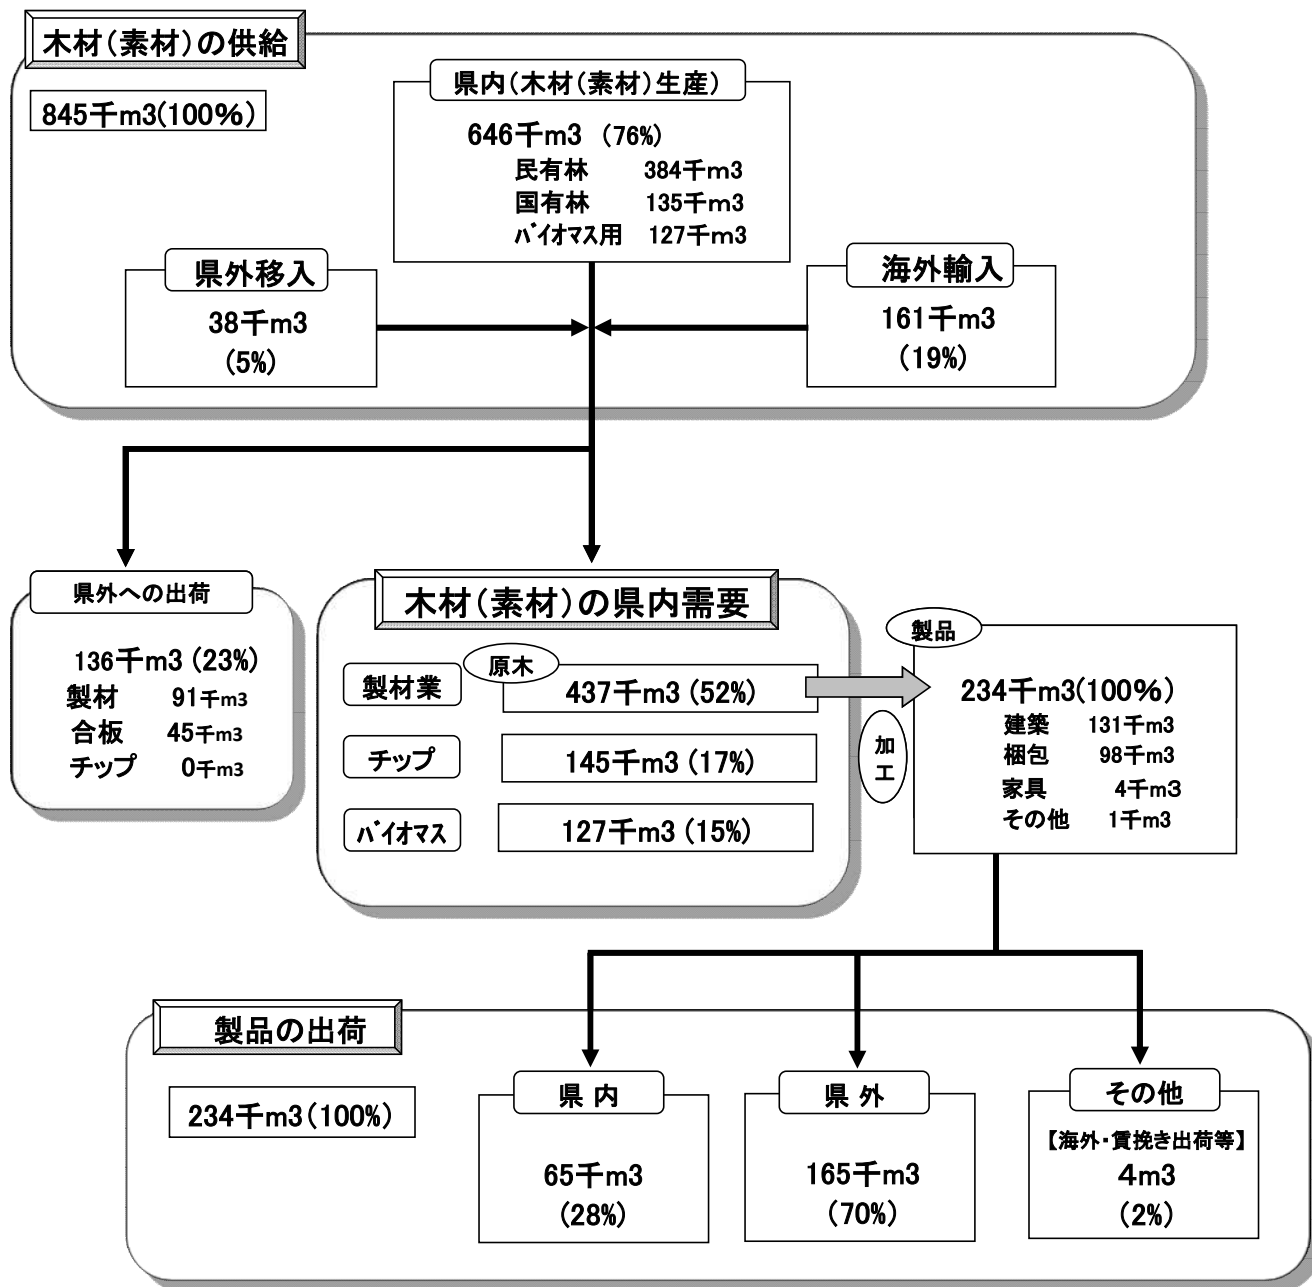 木材(素材)の供給
845千m3(100%)
県内(木材(素材)生産)
646千m3 (76%)
民有林 384千m3
国有林 135千m3
バイオマス用 127千m3
県外移入
38千m3
(5%)
海外輸入
161千m3
(19%)
県外への出荷
136千m3 (23%)
製材 91千m3
合板 45千m3
チップ 0千m3
木材(素材)の県内需要
製材業
原木
437千m3 (52%)
チップ
145千m3 (17%)
バイオマス
127千m3 (15%)
加工
製品
234千m3(100%)
建築 131千m3
梱包 98千m3
家具 4千m3
その他 1千m3
製品の出荷
234千m3(100%)
県 内
65千m3
(28%)
県 外
165千m3
(70%)
その他
【海外・賃挽き出荷等】
4m3
(2%)